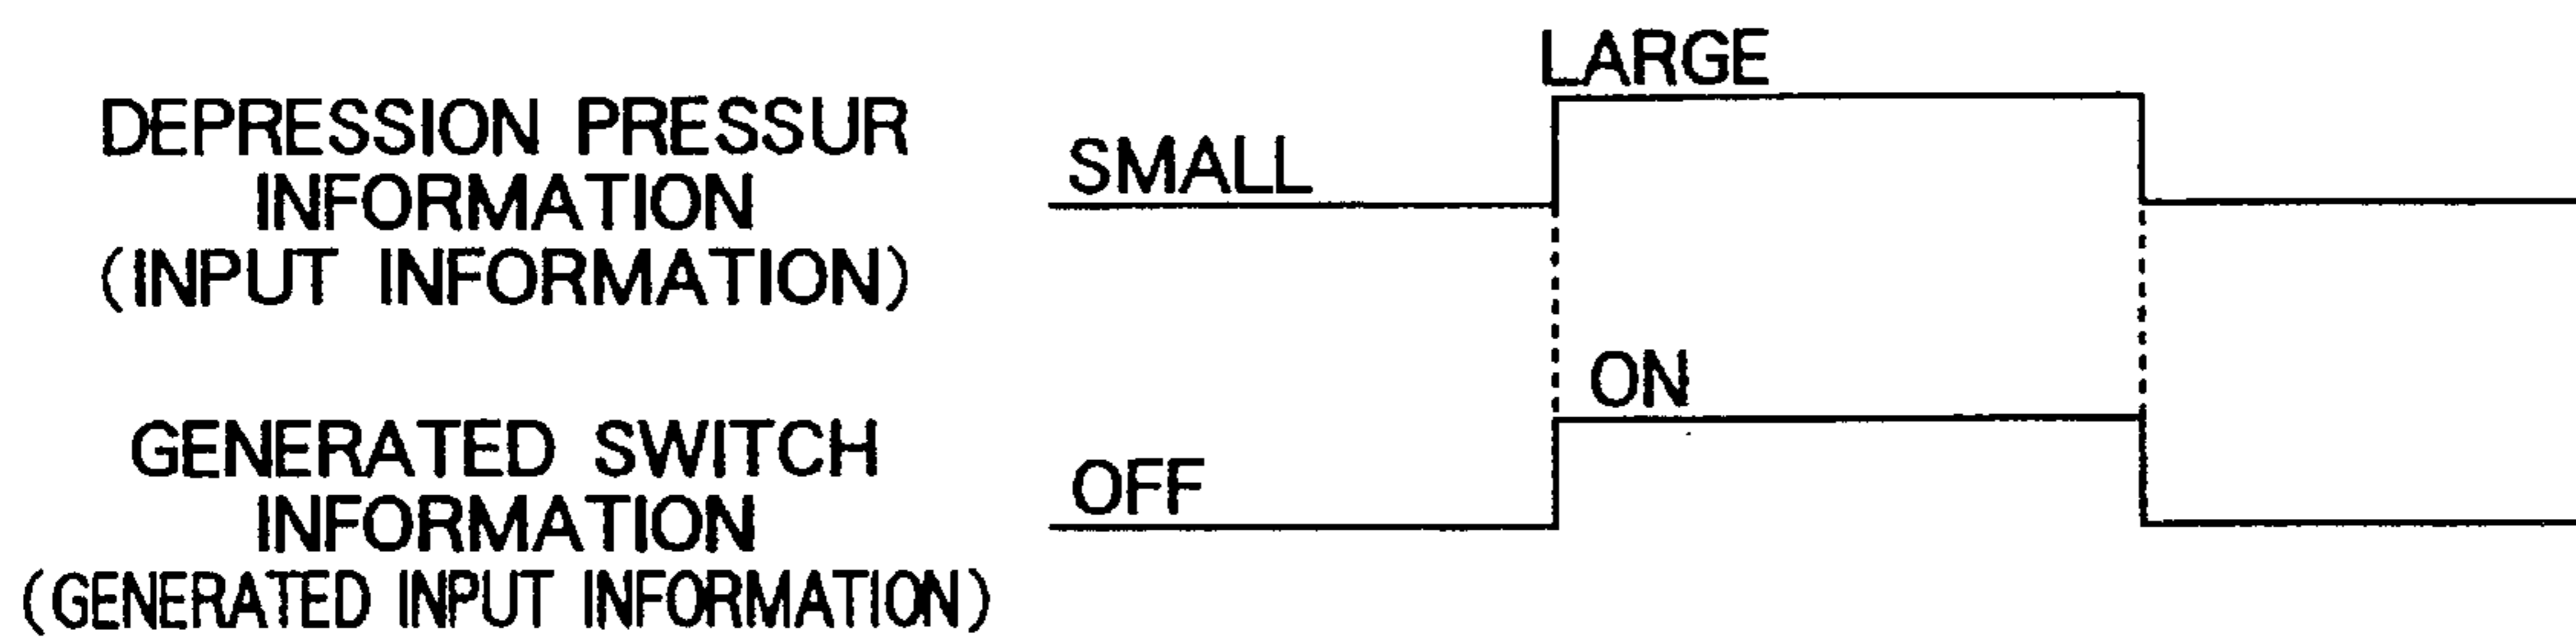 DEPRESSION PRESSUR
INFORMATION
(INPUT INFORMATION)
SMALL
LARGE
GENERATED SWITCH
INFORMATION
(GENERATED INPUT INFORMATION)
OFF
ON